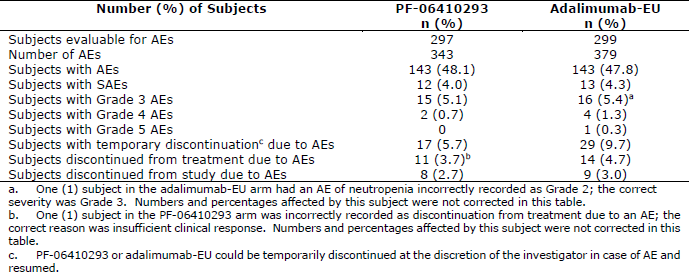 Number (%) of Subjects PF-06410293 n (%) Adalimumab-EU n (%)
Subjects evaluable for AEs 297 299
Number of AEs 343 379
Subjects with AEs 143 (48.1) 143 (47.8)
Subjects with SAEs 12 (4.0) 13 (4.3)
Subjects with Grade 3 AEs 15 (5.1) 16 (5.4)a
Subjects with Grade 4 AEs 2 (0.7) 4 (1.3)
Subjects with Grade 5 AEs 0 1 (0.3)
Subjects with temporary discontinuationc due to AEs 17 (5.7) 29 (9.7)
Subjects discontinued from treatment due to AEs 11 (3.7)b 14 (4.7)
Subjects discontinued from study due to AEs 8 (2.7) 9 (3.0)
a. One (1) subject in the adalimumab-EU arm had an AE of neutropenia incorrectly recorded as Grade 2; the correct
severity was Grade 3. Numbers and percentages affected by this subject were not corrected in this table.
b. One (1) subject in the PF-06410293 arm was incorrectly recorded as discontinuation from treatment due to an AE; the
correct reason was insufficient clinical response. Numbers and percentages affected by this subject were not corrected in this
table.
c. PF-06410293 or adalimumab-EU could be temporarily discontinued at the discretion of the investigator in case of AE and
resumed.